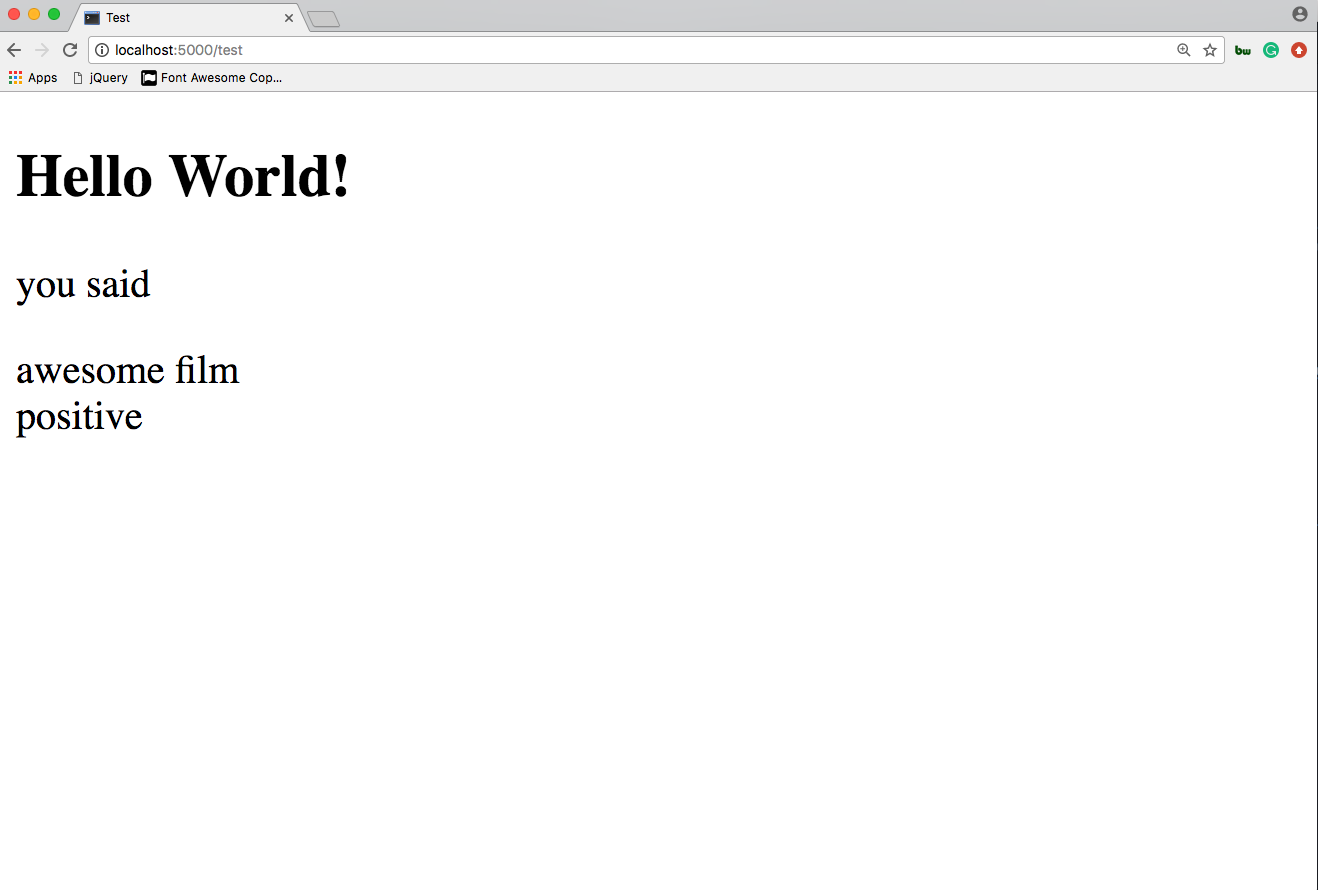 Test
localhost:5000/test
bw
Apps jQuery Font Awesome Cop...
Hello World!
you said
awesome film
positive